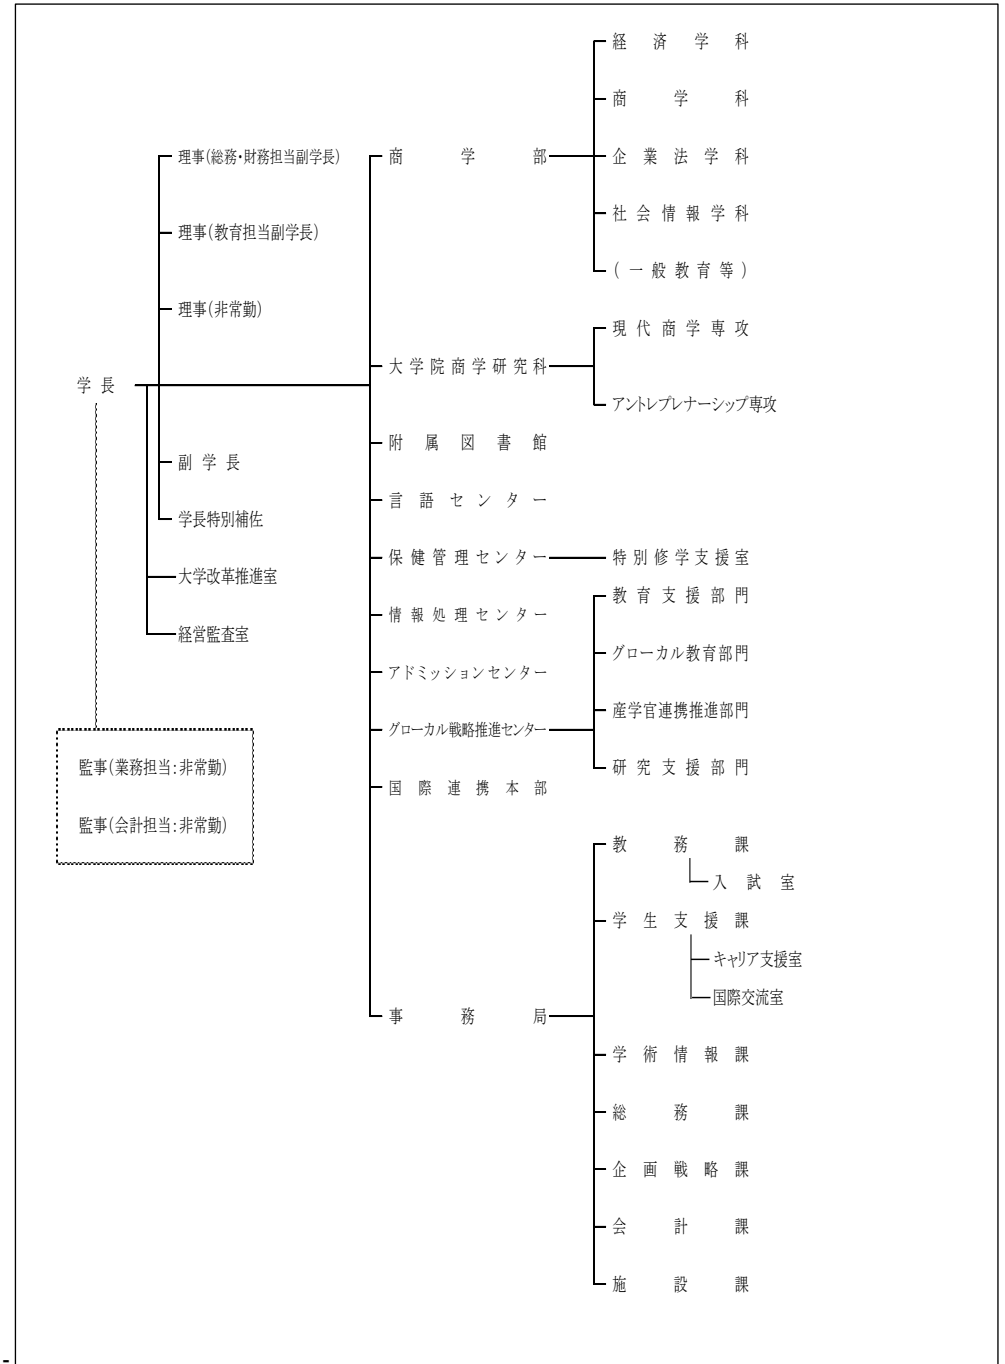 経済学科
商学科
理事(総務・財務担当副学長)
商学部
企業法学科
社会情報学科
理事(教育担当副学長)
(一般教育等)
理事(非常勤)
現代商学専攻
大学院商学研究科
学長
アントレプレナーシップ専攻
附属図書館
副学長
言語センター
学長特別補佐
保健管理センター
特別修学支援室
大学改革推進室
教育支援部門
情報処理センター
経営監査室
グローカル教育部門
アドミッションセンター
産学官連携推進部門
グローカル戦略推進センター
監事(業務担当:非常勤)
研究支援部門
国際連携本部
監事(会計担当:非常勤)
教務課
入試室
学生支援課
キャリア支援室
国際交流室
事務局
学術情報課
総務課
企画戦略課
会計課
施設課